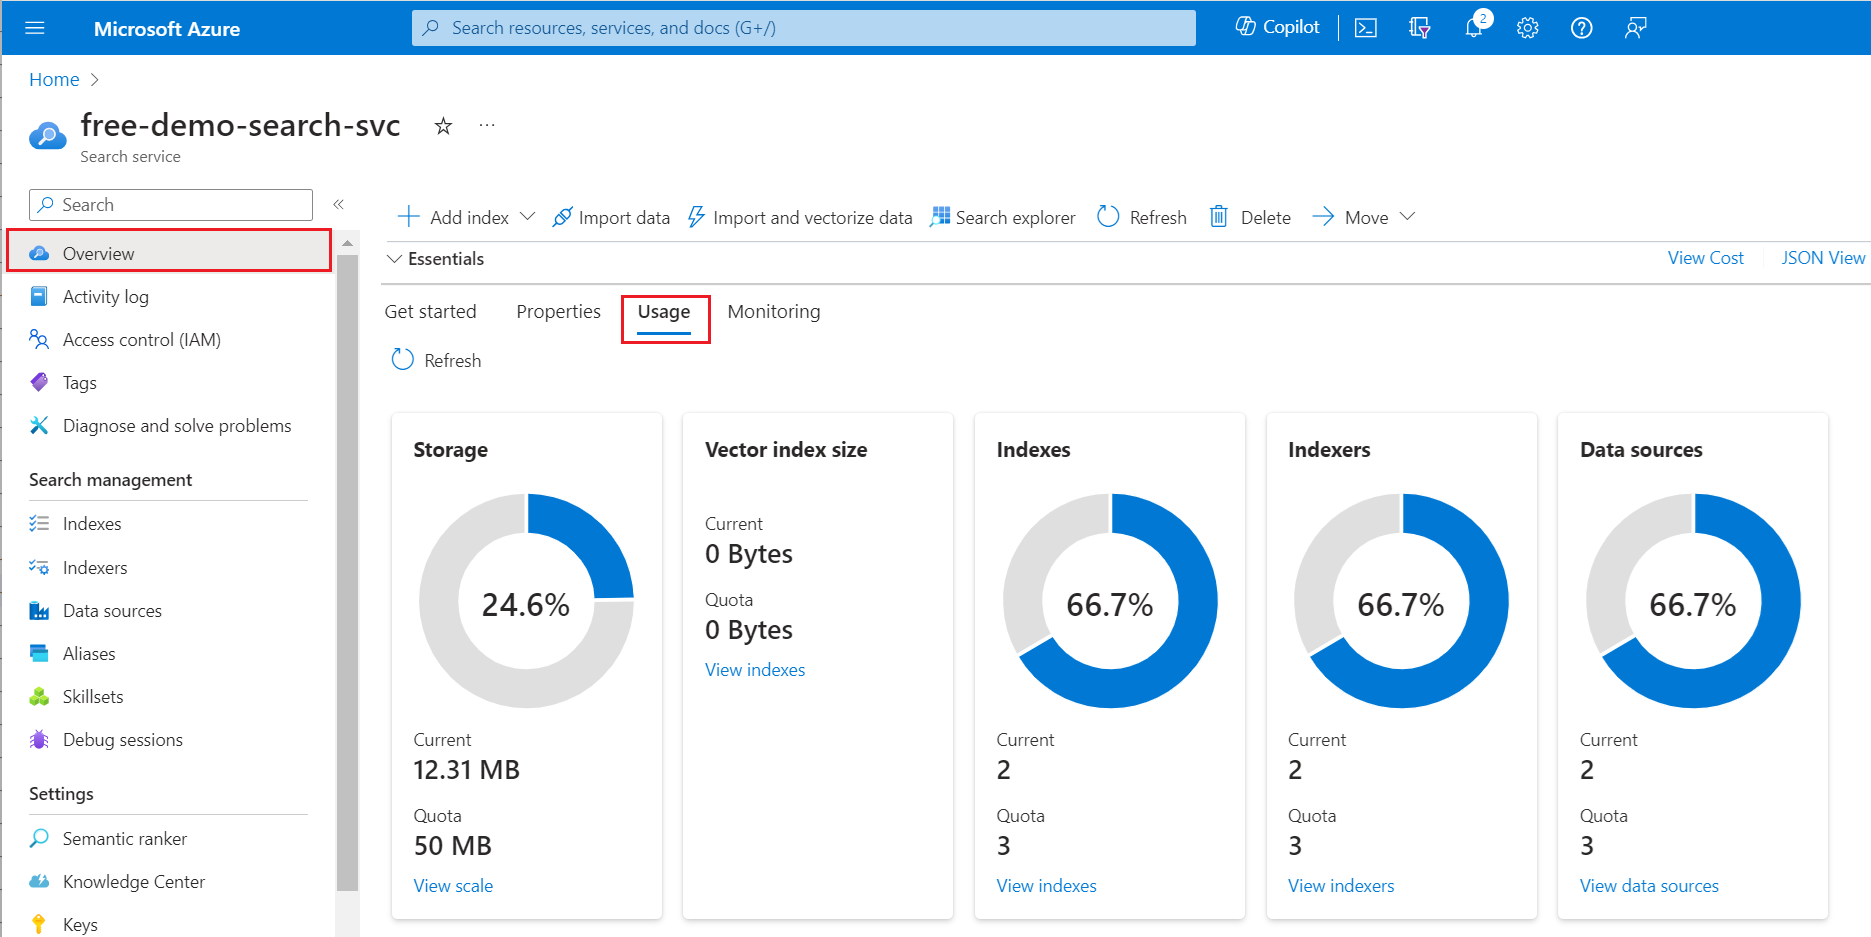 Microsoft Azure
Search resources, services, and docs (G+/)
Copilot
2
Home
free-demo-search-svc
Search service
Search
Overview
Activity log
Access control (IAM)
Tags
Diagnose and solve problems
Search management
Indexes
Indexers
Data sources
Aliases
Skillsets
Debug sessions
Settings
Semantic ranker
Knowledge Center
Keys
Add index
Import data
Import and vectorize data
Search explorer
Refresh
Delete
Move
Essentials
View Cost
JSON View
Get started
Properties
Usage
Monitoring
Refresh
Storage
24.6%
Current
12.31 MB
Quota
50 MB
View scale
Vector index size
Current
0 Bytes
Quota
0 Bytes
View indexes
Indexes
66.7%
Current
2
Quota
3
View indexes
Indexers
66.7%
Current
2
Quota
3
View indexers
Data sources
66.7%
Current
2
Quota
3
View data sources